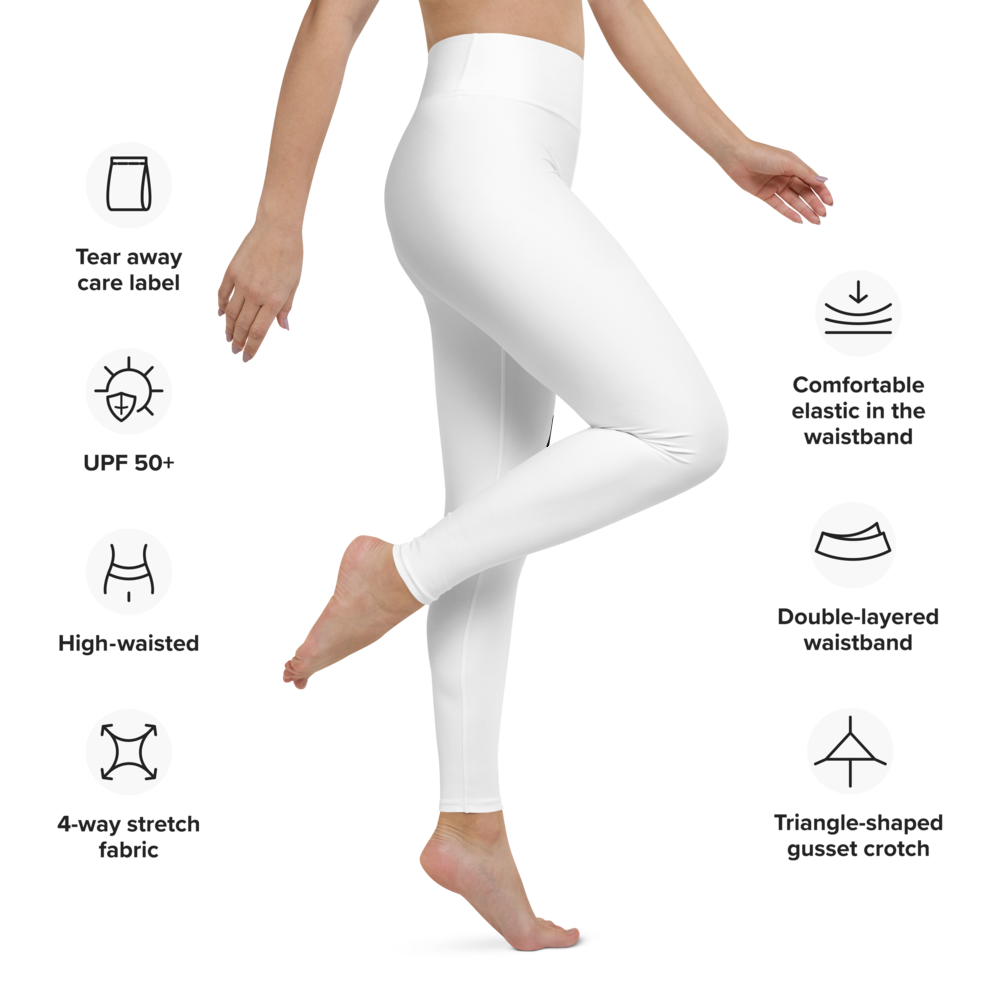 Tear away
care label
UPF 50+
High-waisted
4-way stretch
fabric
Comfortable
elastic in the
waistband
Double-layered
waistband
Triangle-shaped
gusset crotch